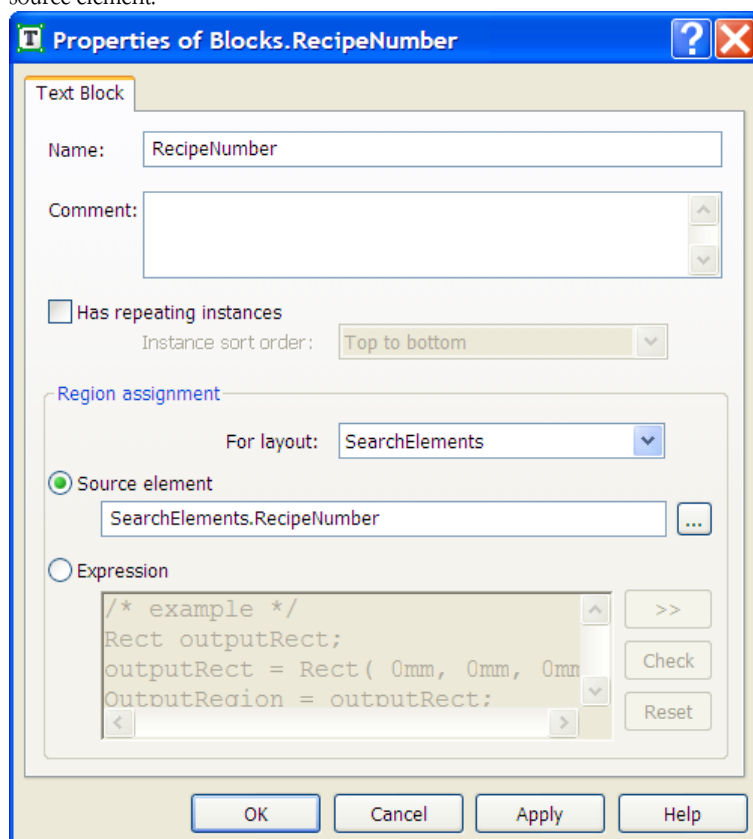 source element.
T Properties of Blocks.RecipeNumber ? X
Text Block
Name: RecipeNumber
Comment:
Has repeating instances
Instance sort order: Top to bottom
Region assignment
For layout: SearchElements
Source element
SearchElements.RecipeNumber ...
Expression
/* example */
Rect outputRect; >>
outputRect = Rect( 0mm, 0mm, 0mm
Check
OutputRegion = outputRect;
Reset
OK Cancel Apply Help